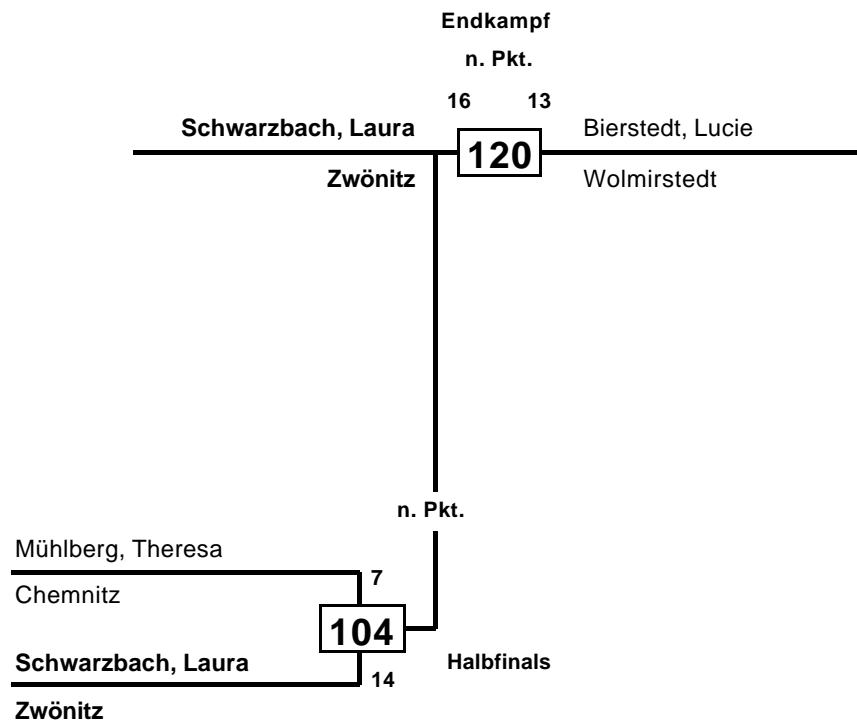 Endkampf
n. Pkt.
16 13
Schwarzbach, Laura 120 Bierstedt, Lucie
Zwönitz Wolmirstedt
n. Pkt.
Mühlberg, Theresa
7
Chemnitz
104
Schwarzbach, Laura Halbfinals
14
Zwönitz